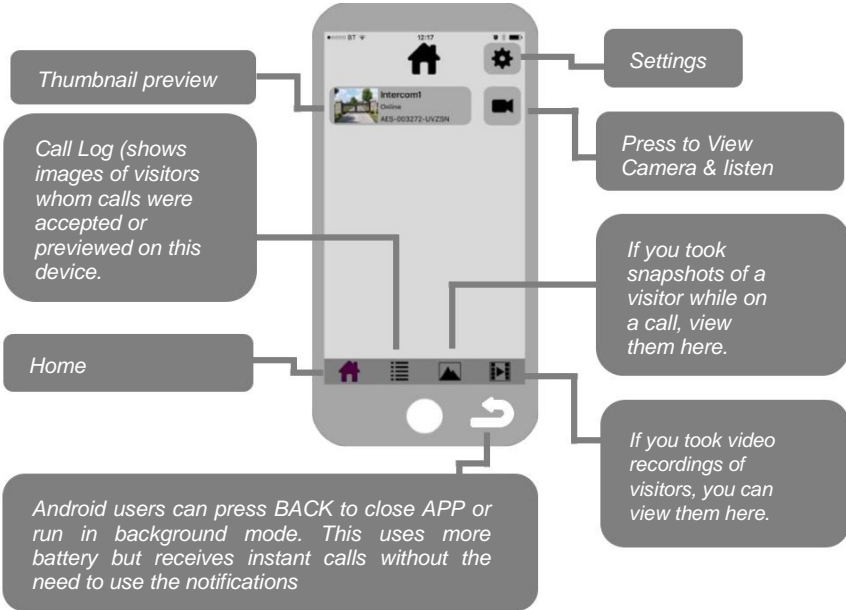 BT 12:17
Thumbnail preview
Intercom1
Online
AES-003272-UVZSN
Settings
Call Log (shows
images of visitors
whom calls were
accepted or
previewed on this
device.
Press to View
Camera & listen
If you took
snapshots of a
visitor while on
a call, view
them here.
Home
If you took video
recordings of
visitors, you can
view them here.
Android users can press BACK to close APP or
run in background mode. This uses more
battery but receives instant calls without the
need to use the notifications